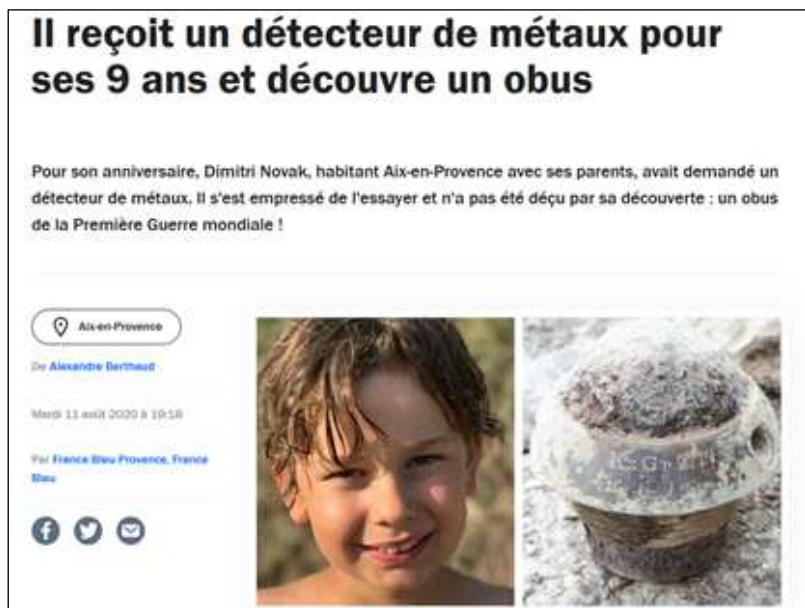 Il reçoit un détecteur de métaux pour
ses 9 ans et découvre un obus
Pour son anniversaire, Dimitri Novak, habitant Aix-en-Provence avec ses parents, avait demandé un
détecteur de métaux. Il s'est empressé de l'essayer et n'a pas été déçu par sa découverte : un obus
de la Première Guerre mondiale !
Aix-en-Provence
De Alexandre Berthaud
Mardi 11 août 2020 à 19:18
Par France Bleu Provence, France
Bleu